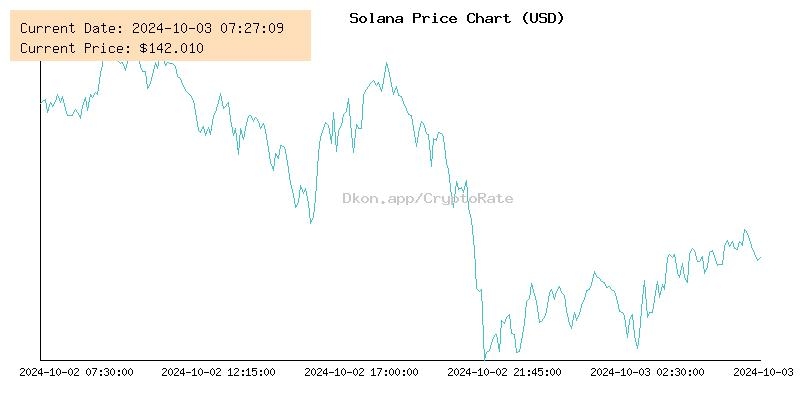 Solana Price Chart (USD)
Current Date: 2024-10-03 07:27:09
Current Price: $142.010
Dkon.app/CryptoRate
2024-10-02 07:30:00 2024-10-02 12:15:00 2024-10-02 17:00:00 2024-10-02 21:45:00 2024-10-03 02:30:00 2024-10-03